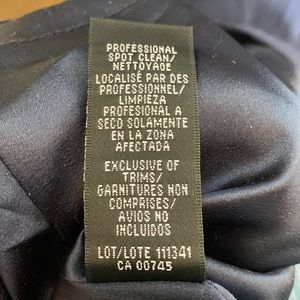 PROFESSIONAL
SPOT CLEAN/
NETTOYAGE
LOCALISÉ PAR DES
PROFESSIONNEL/
LIMPIEZA
PROFESIONAL A
SECO SOLAMENTE
EN LA ZONA
AFECTADA
EXCLUSIVE OF
TRIMS/
GARNITURES NON
COMPRISES/
AVIOS NO
INCLUIDOS
LOT/LOTE 111341
CA 00745